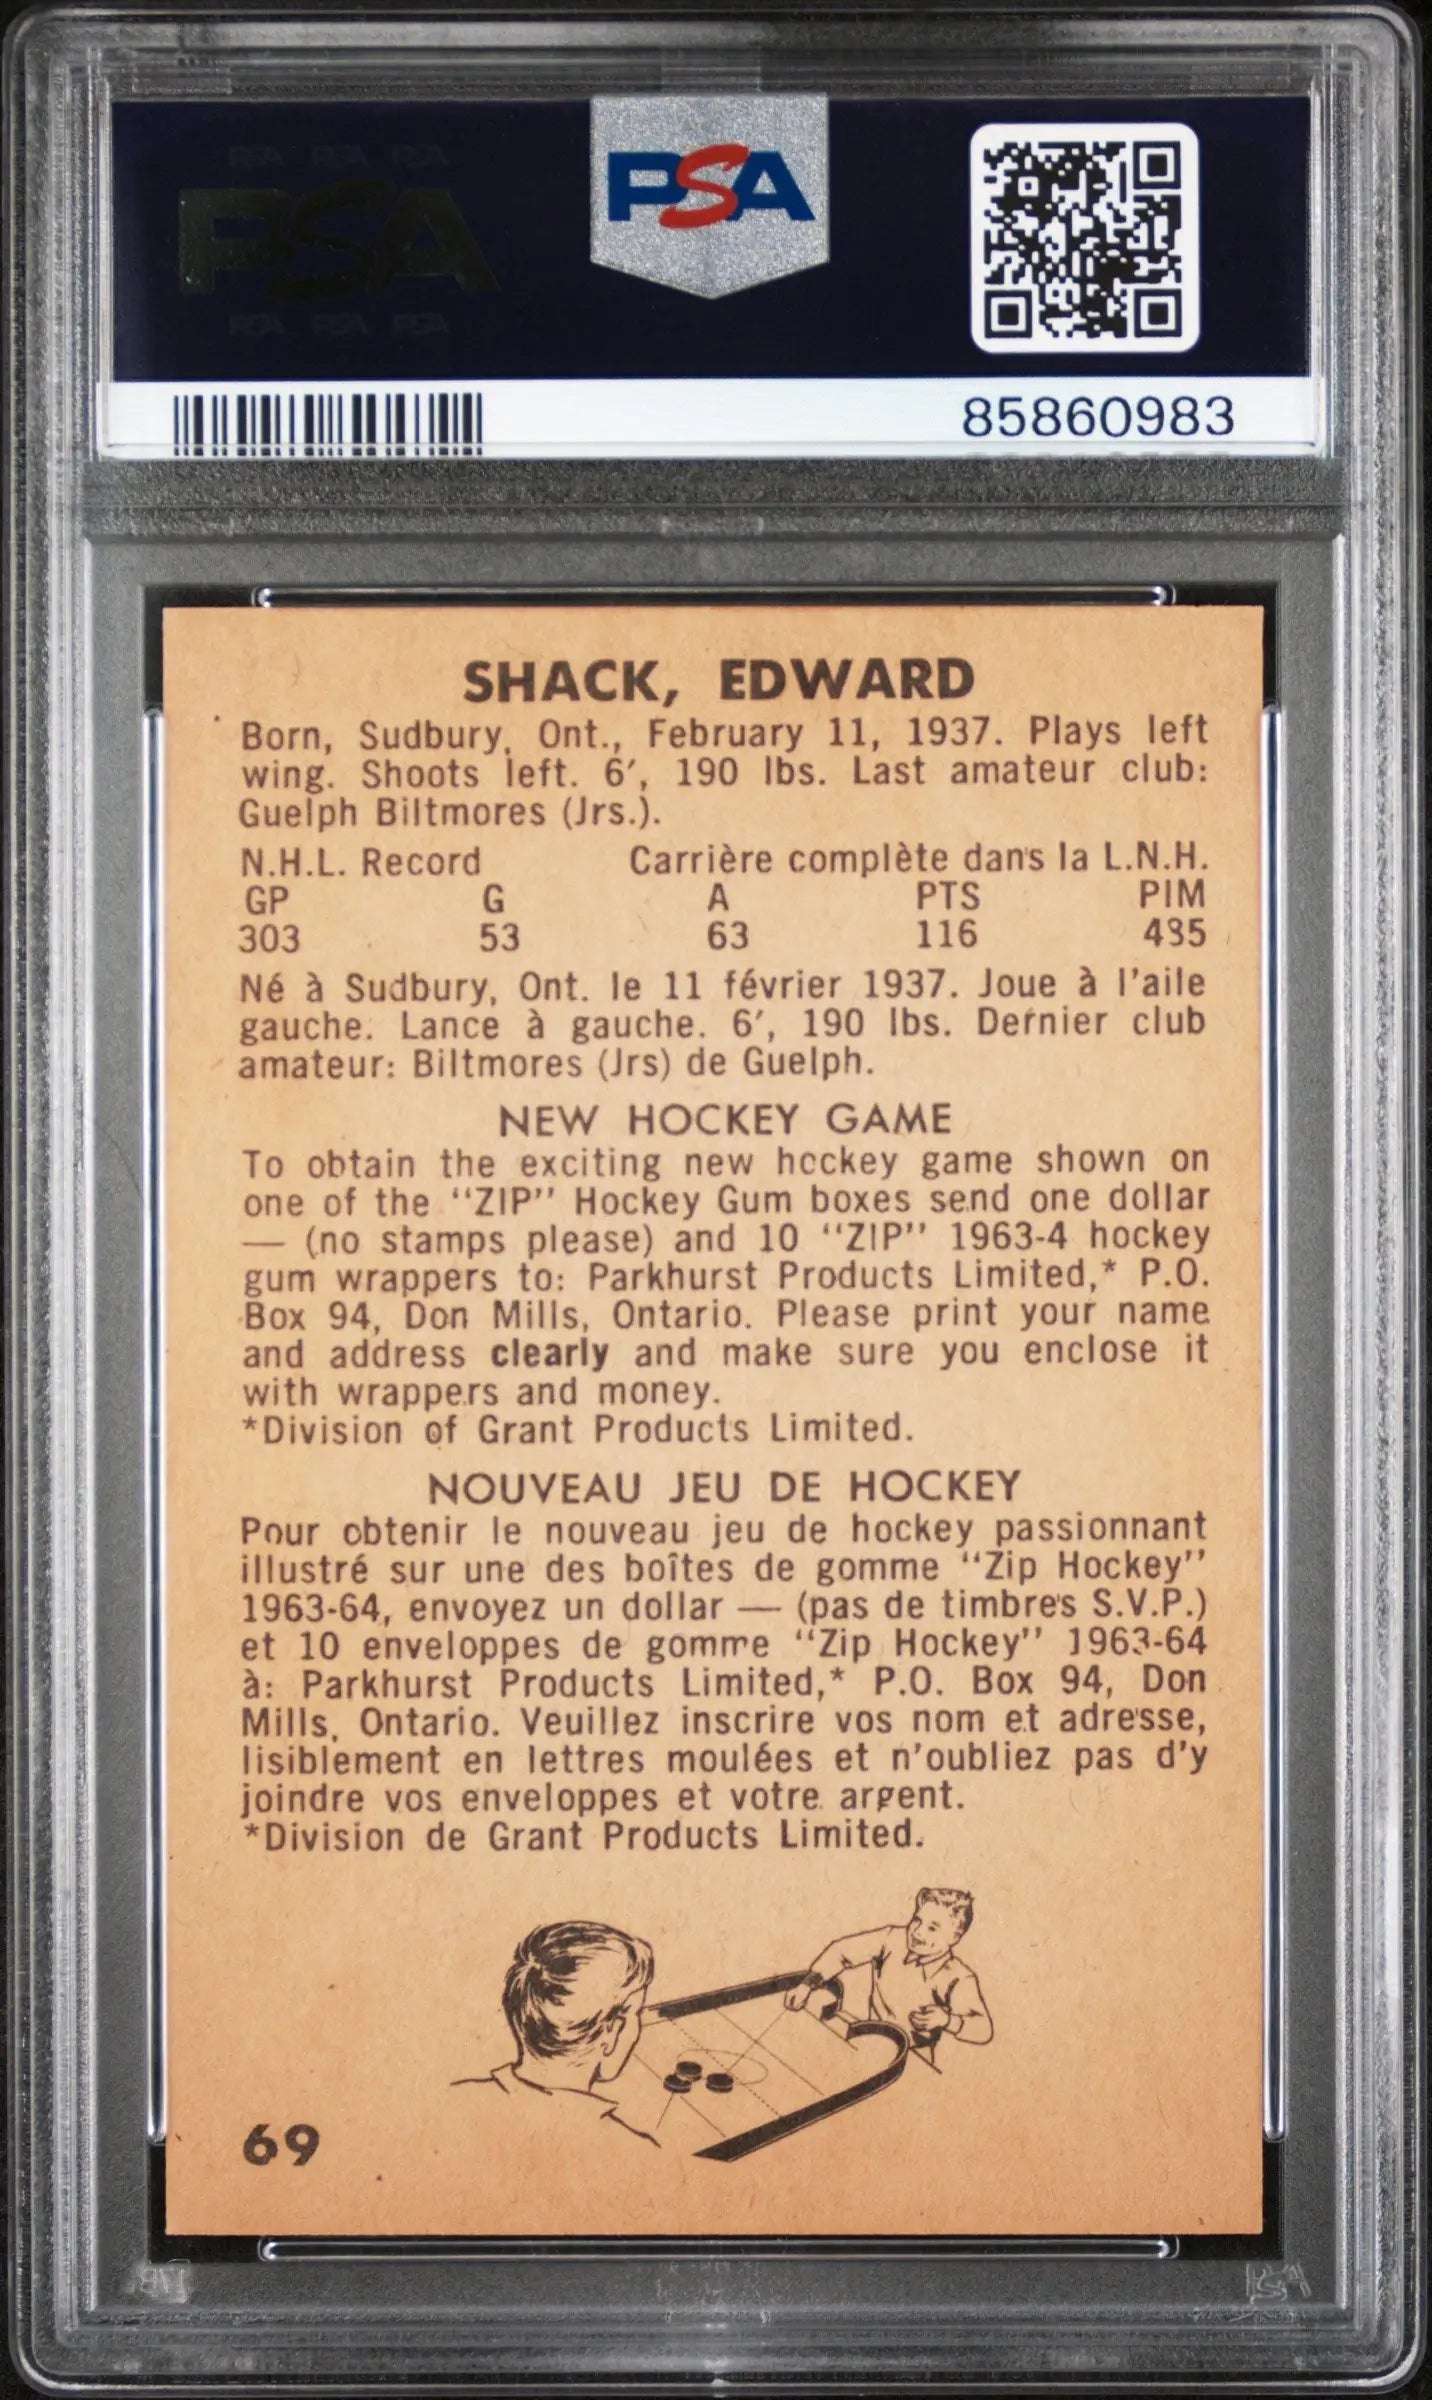 PSA PSA PSA
PSA
PSA PSA PSA
PSA
85860983
SHACK, EDWARD
Born, Sudbury, Ont., February 11, 1937. Plays left
wing. Shoots left. 6′, 190 lbs. Last amateur club:
Guelph Biltmores (Jrs.).
N.H.L. Record Carrière complète dans la L.N.H.
GP G A PTS PIM
303 53 63 116 435
Né à Sudbury, Ont. le 11 février 1937. Joue à l'aile
gauche. Lance à gauche. 6′, 190 lbs. Dernier club
amateur: Biltmores (Jrs) de Guelph.
NEW HOCKEY GAME
To obtain the exciting new hockey game shown on
one of the "ZIP" Hockey Gum boxes send one dollar
— (no stamps please) and 10 "ZIP" 1963-4 hockey
gum wrappers to: Parkhurst Products Limited,* P.O.
Box 94, Don Mills, Ontario. Please print your name
and address clearly and make sure you enclose it
with wrappers and money.
*Division of Grant Products Limited.
NOUVEAU JEU DE HOCKEY
Pour obtenir le nouveau jeu de hockey passionnant
illustré sur une des boîtes de gomme "Zip Hockey"
1963-64, envoyez un dollar — (pas de timbres S.V.P.)
et 10 enveloppes de gomme "Zip Hockey" 1963-64
à: Parkhurst Products Limited,* P.O. Box 94, Don
Mills, Ontario. Veuillez inscrire vos nom et adresse,
lisiblement en lettres moulées et n'oubliez pas d'y
joindre vos enveloppes et votre argent.
*Division de Grant Products Limited.
69
PSA